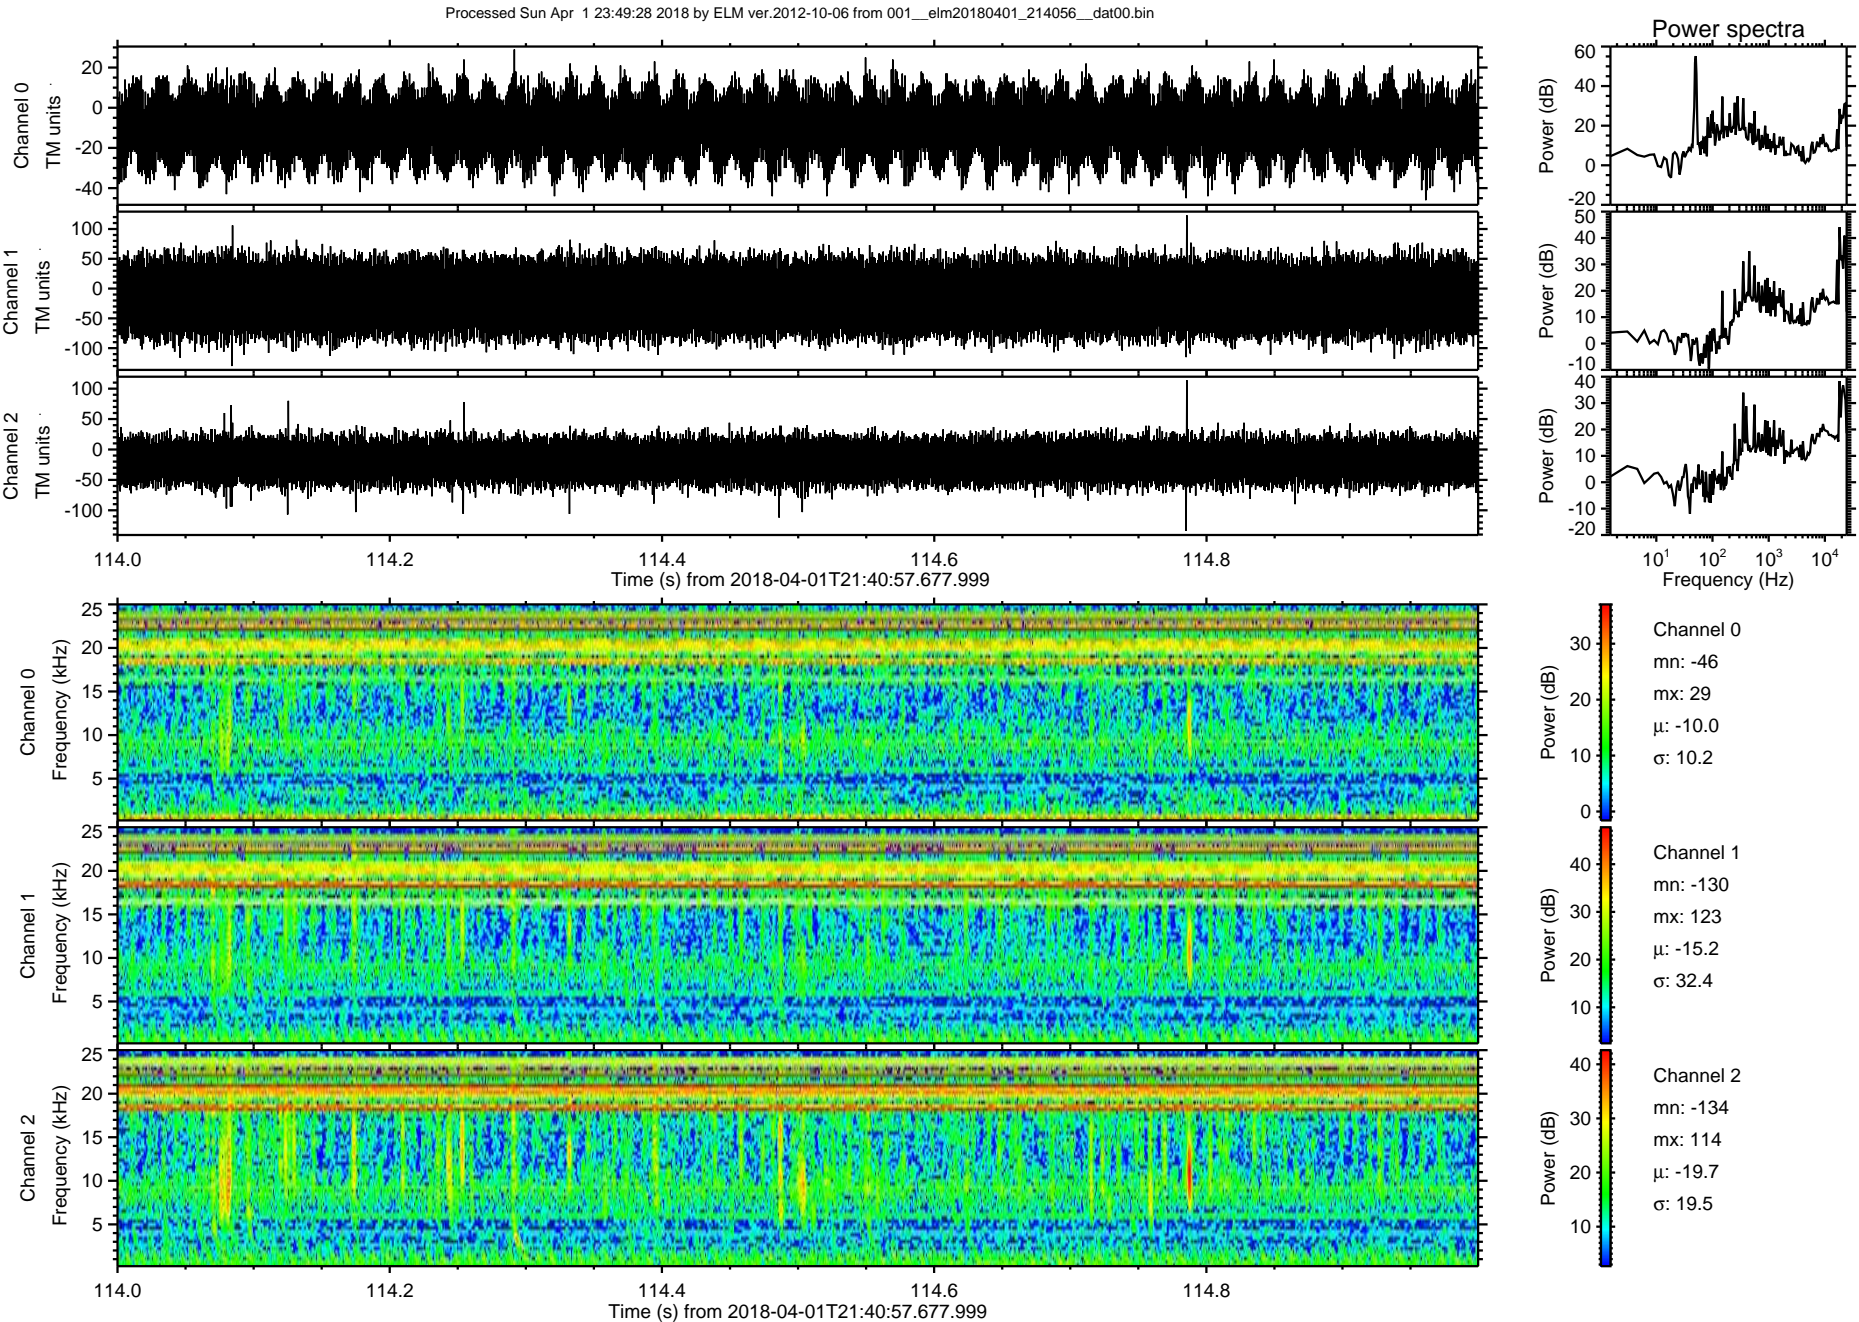 Processed Sun Apr  1 23:49:28 2018 by ELM ver.2012-10-06 from 001__elm20180401_214056__dat00.bin
Power spectra
Channel 0
TM units
20
0
-20
-40
Power (dB)
60
40
20
0
-20
Channel 1
TM units
100
50
0
-50
-100
Power (dB)
50
40
30
20
10
0
-10
Channel 2
TM units
100
50
0
-50
-100
Power (dB)
40
30
20
10
0
-10
-20
114.0 114.2 114.4 114.6 114.8
Time (s) from 2018-04-01T21:40:57.677.999
10¹ 10² 10³ 10⁴
Frequency (Hz)
Channel 0
Frequency (kHz)
25
20
15
10
5
Power (dB)
30
20
10
0
Channel 0
mn: -46
mx: 29
µ: -10.0
σ: 10.2
Channel 1
Frequency (kHz)
25
20
15
10
5
Power (dB)
40
30
20
10
Channel 1
mn: -130
mx: 123
µ: -15.2
σ: 32.4
Channel 2
Frequency (kHz)
25
20
15
10
5
Power (dB)
40
30
20
10
Channel 2
mn: -134
mx: 114
µ: -19.7
σ: 19.5
114.0 114.2 114.4 114.6 114.8
Time (s) from 2018-04-01T21:40:57.677.999